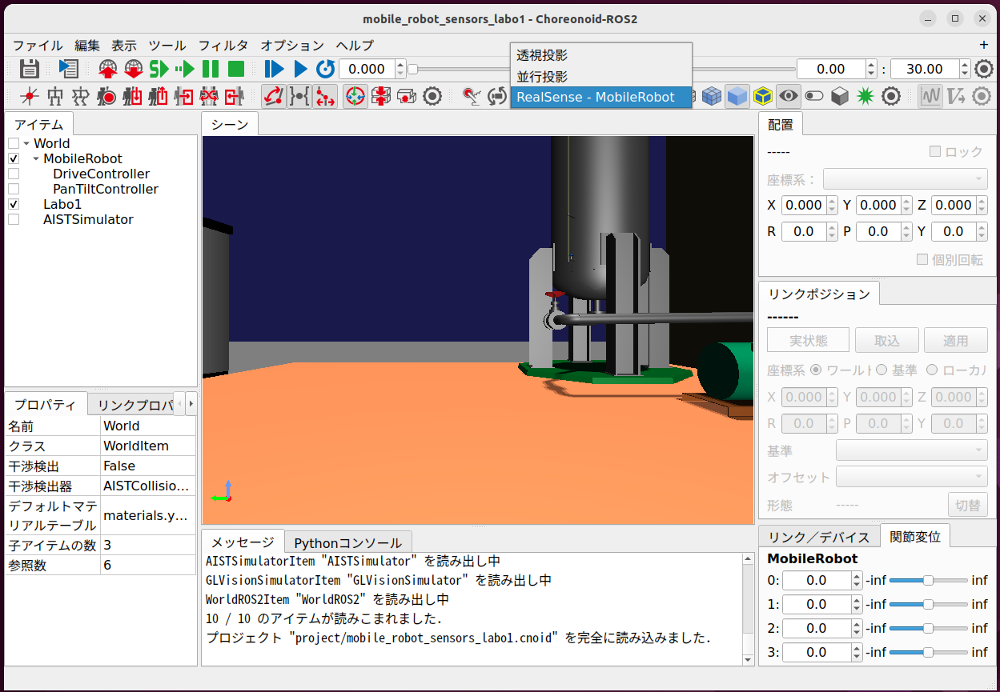 mobile_robot_sensors_labo1 - Choreonoid-ROS2
ファイル 編集 表示 ツール フィルタ オプション ヘルプ
+
透視投影
並行投影
RealSense - MobileRobot
S
0.000
0.00 : 30.00
アイテム
World
MobileRobot
DriveController
PanTiltController
Labo1
AISTSimulator
シーン
配置
-----
ロック
座標系：
X 0.000 Y 0.000 Z 0.000
R 0.0 P 0.0 Y 0.0
個別回転
リンクポジション
------
実状態 取込 適用
座標系 ワールド 基準 ローカル
X 0.000 Y 0.000 Z 0.000
R 0.0 P 0.0 Y 0.0
基準
オフセット
形態 ----- 切替
プロパティ リンクプロパ
名前 World
クラス WorldItem
干渉検出 False
干渉検出器 AISTCollisio…
デフォルトマテ
リアルテーブル materials.y…
子アイテムの数 3
参照数 6
メッセージ Pythonコンソール
AISTSimulatorItem "AISTSimulator" を読み出し中
GLVisionSimulatorItem "GLVisionSimulator" を読み出し中
WorldROS2Item "WorldROS2" を読み出し中
10 / 10 のアイテムが読みこまれました.
プロジェクト "project/mobile_robot_sensors_labo1.cnoid" を完全に読み込みました.
リンク／デバイス 関節変位
MobileRobot
0: 0.0 -inf inf
1: 0.0 -inf inf
2: 0.0 -inf inf
3: 0.0 -inf inf